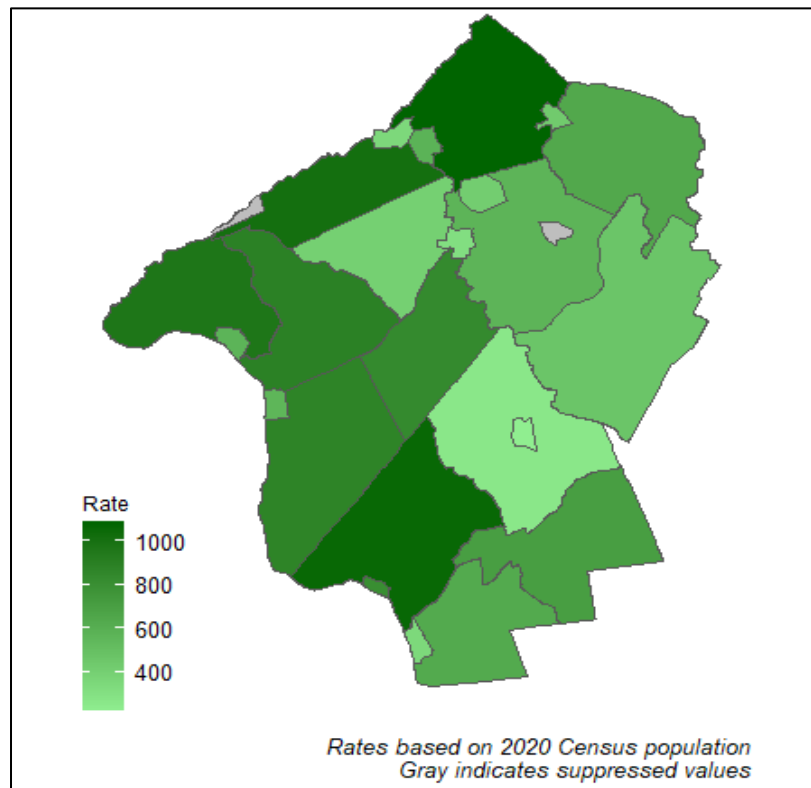 Rate
1000
800
600
400
Rates based on 2020 Census population
Gray indicates suppressed values